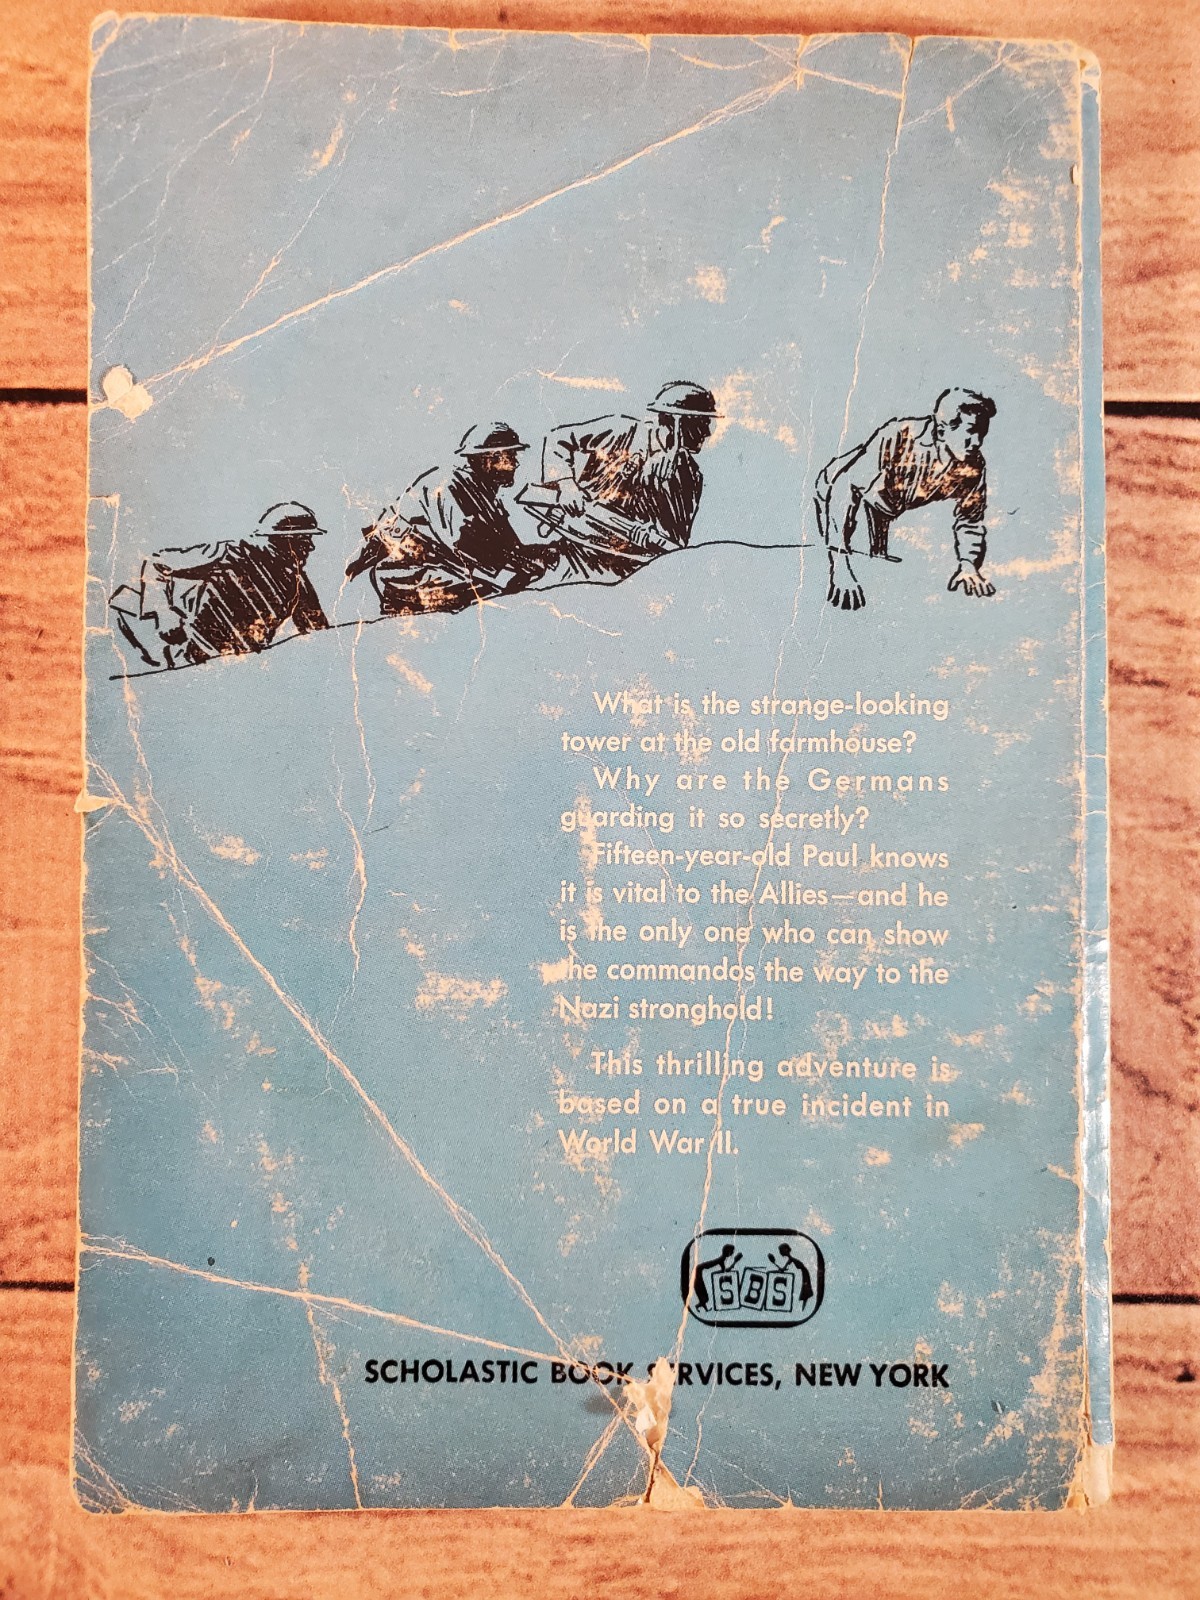 What is the strange-looking
tower at the old farmhouse?
Why are the Germans
guarding it so secretly?
Fifteen-year-old Paul knows
it is vital to the Allies—and he
is the only one who can show
the commandos the way to the
Nazi stronghold!
This thrilling adventure is
based on a true incident in
World War II.
SBS
SCHOLASTIC BOOK SERVICES, NEW YORK